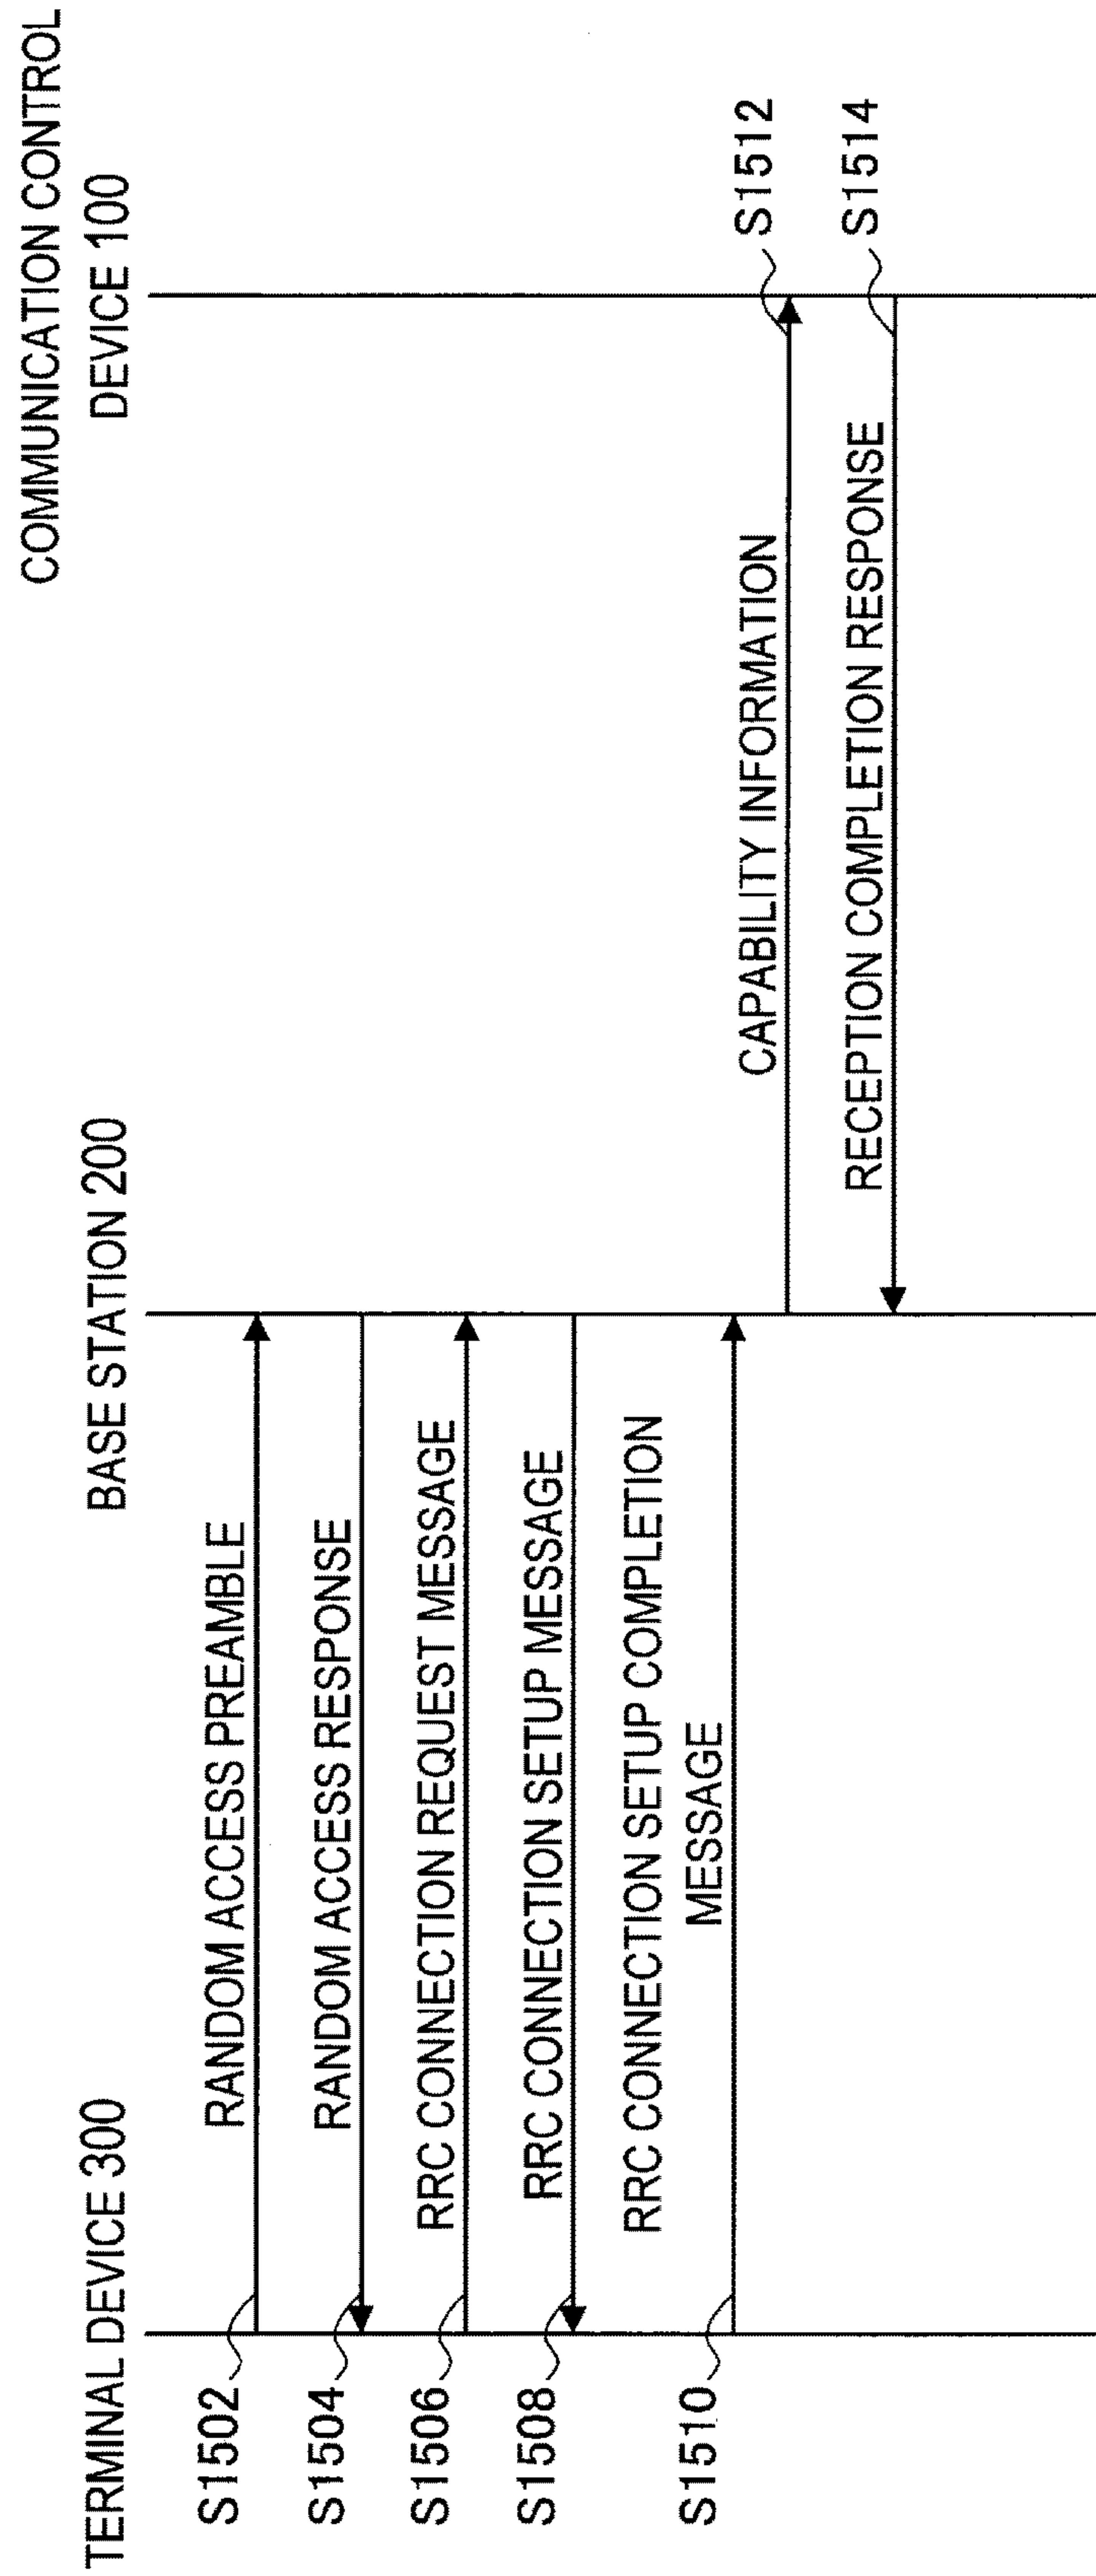 TERMINAL DEVICE 300
BASE STATION 200
COMMUNICATION CONTROL
DEVICE 100
S1502
RANDOM ACCESS PREAMBLE
S1504
RANDOM ACCESS RESPONSE
S1506
RRC CONNECTION REQUEST MESSAGE
S1508
RRC CONNECTION SETUP MESSAGE
S1510
RRC CONNECTION SETUP COMPLETION
MESSAGE
CAPABILITY INFORMATION
S1512
RECEPTION COMPLETION RESPONSE
S1514